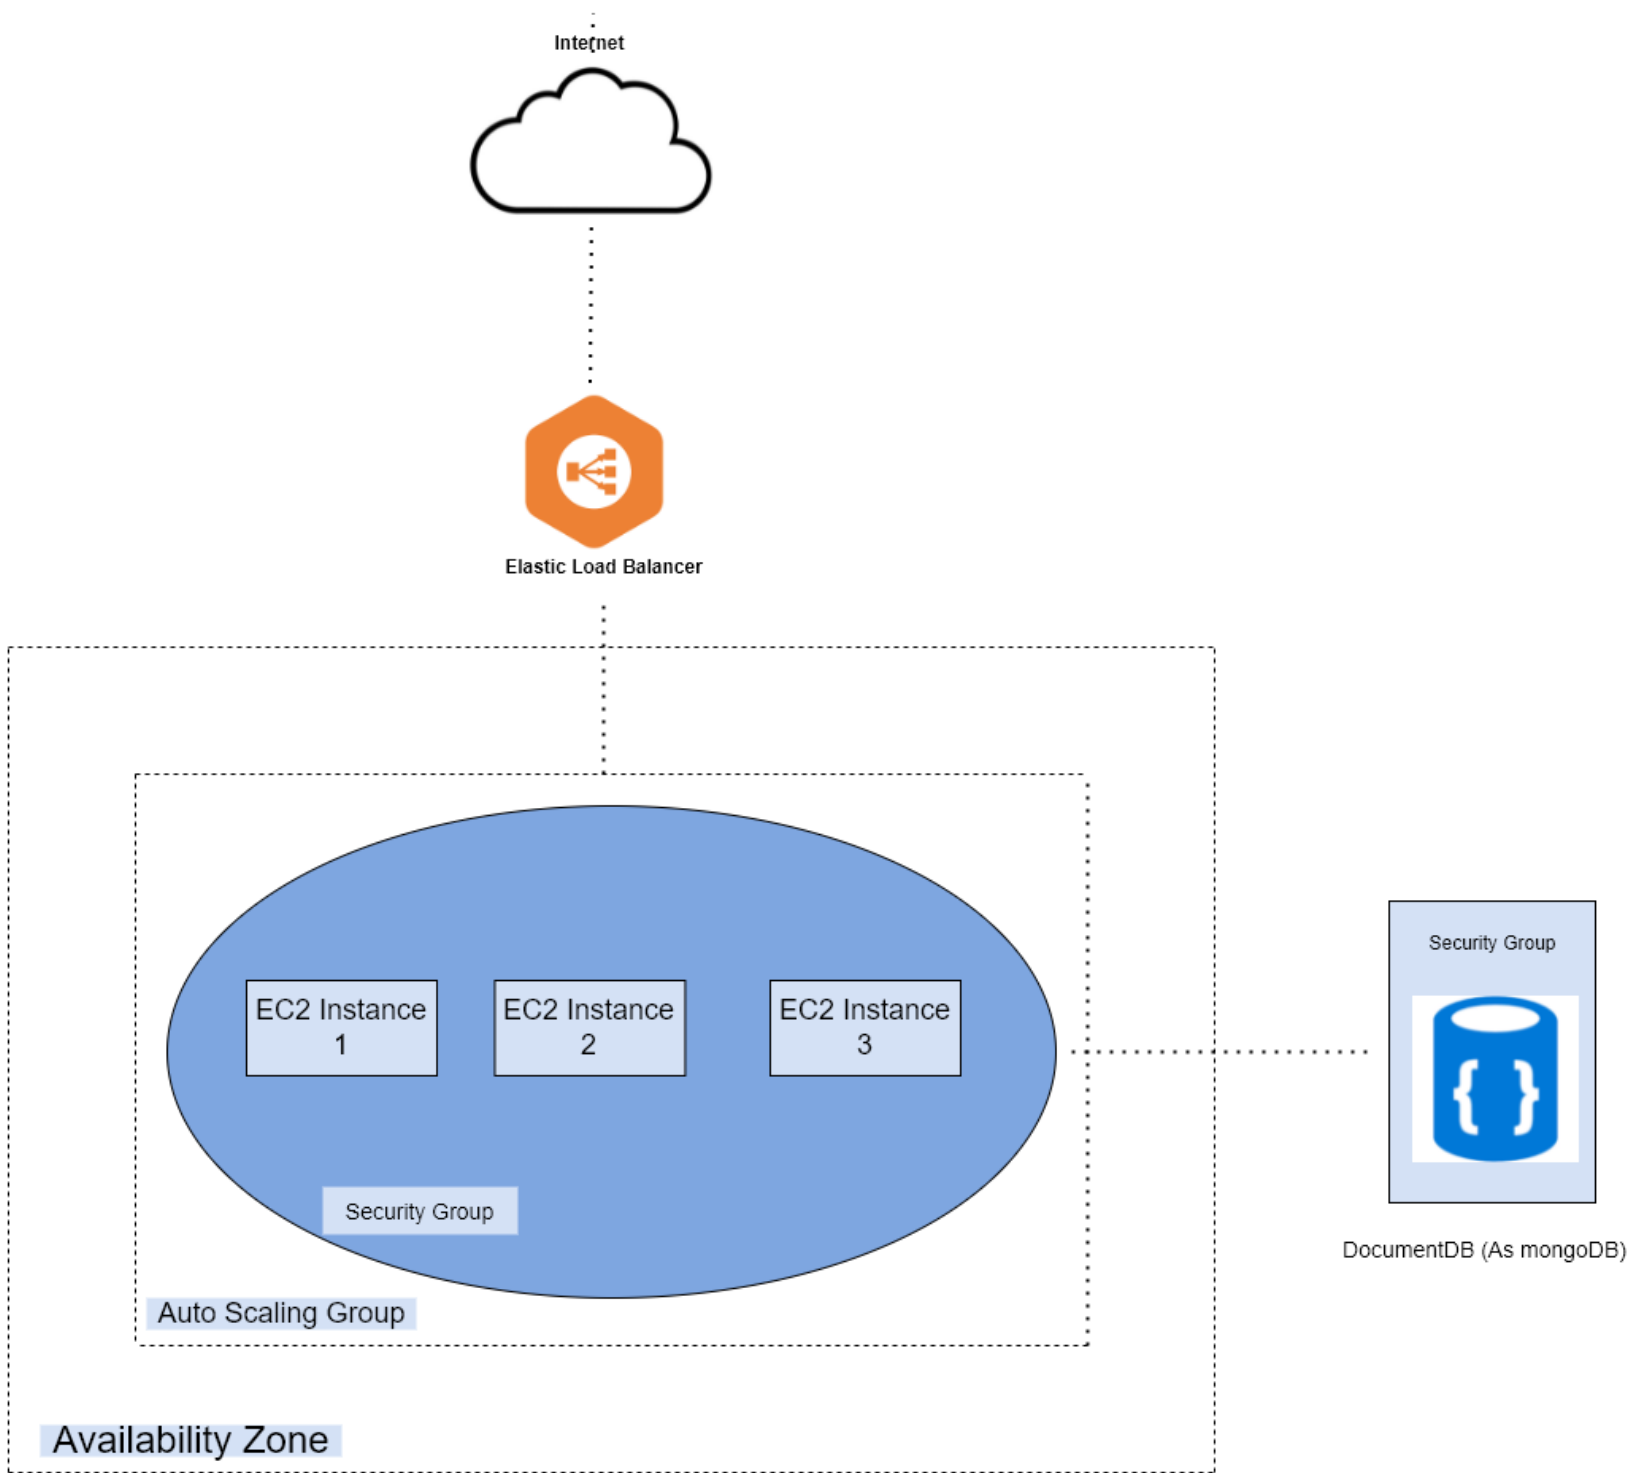 Internet
Elastic Load Balancer
EC2 Instance
1
EC2 Instance
2
EC2 Instance
3
Security Group
Auto Scaling Group
Availability Zone
Security Group
{ }
DocumentDB (As mongoDB)